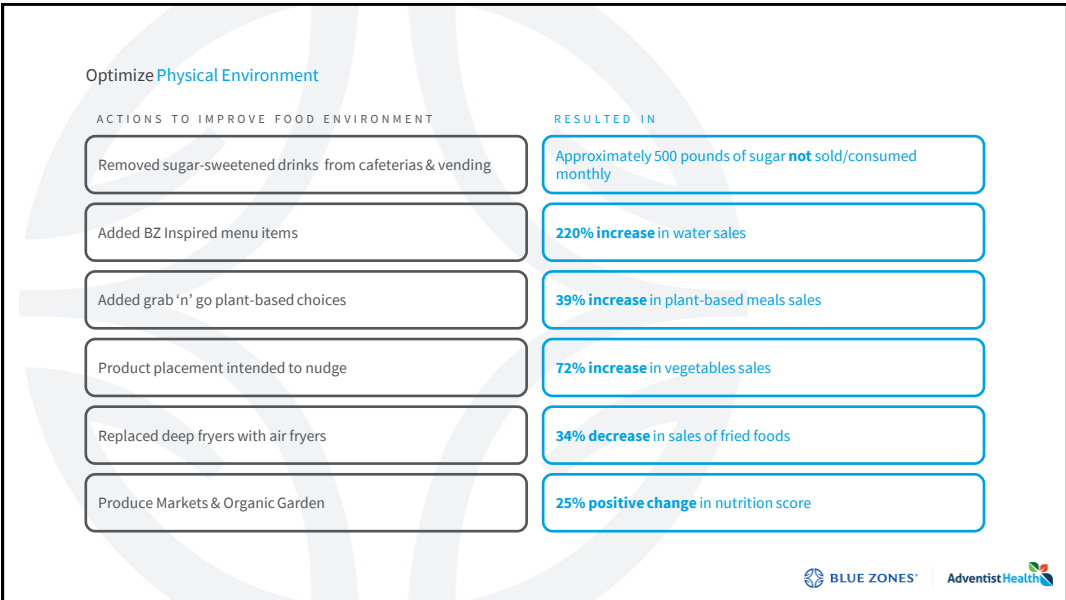 Optimize Physical Environment
ACTIONS TO IMPROVE FOOD ENVIRONMENT
RESULTED IN
Removed sugar-sweetened drinks from cafeterias & vending
Approximately 500 pounds of sugar not sold/consumed
monthly
Added BZ Inspired menu items
220% increase in water sales
Added grab ‘n’ go plant-based choices
39% increase in plant-based meals sales
Product placement intended to nudge
72% increase in vegetables sales
Replaced deep fryers with air fryers
34% decrease in sales of fried foods
Produce Markets & Organic Garden
25% positive change in nutrition score
BLUE ZONES
Adventist Health